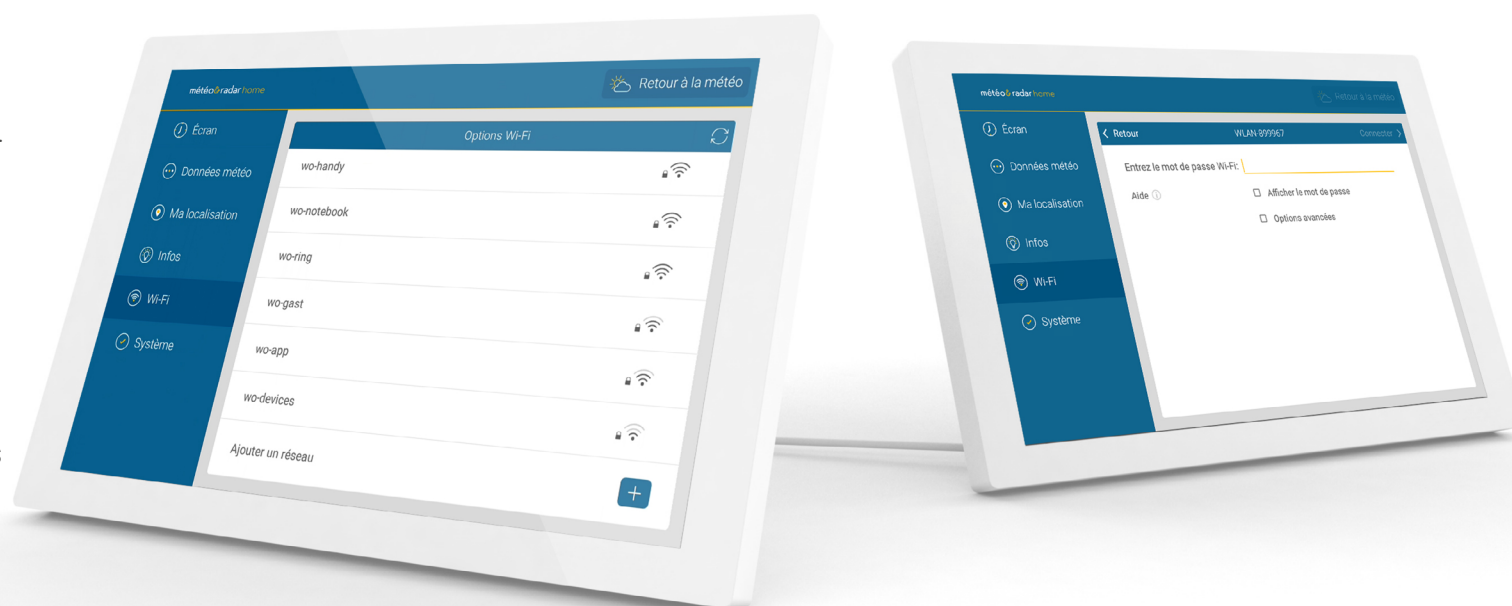 météo&radar home
Retour à la météo
Écran
Données météo
Ma localisation
Infos
Wi-Fi
Système
Options Wi-Fi
wo-handy
wo-notebook
wo-ring
wo-gast
wo-app
wo-devices
Ajouter un réseau
météo&radar home
Retour à la météo
Écran
Données météo
Ma localisation
Infos
Wi-Fi
Système
Retour WLAN-899967 Connecter
Entrez le mot de passe Wi-Fi:
Aide Afficher le mot de passe
Options avancées